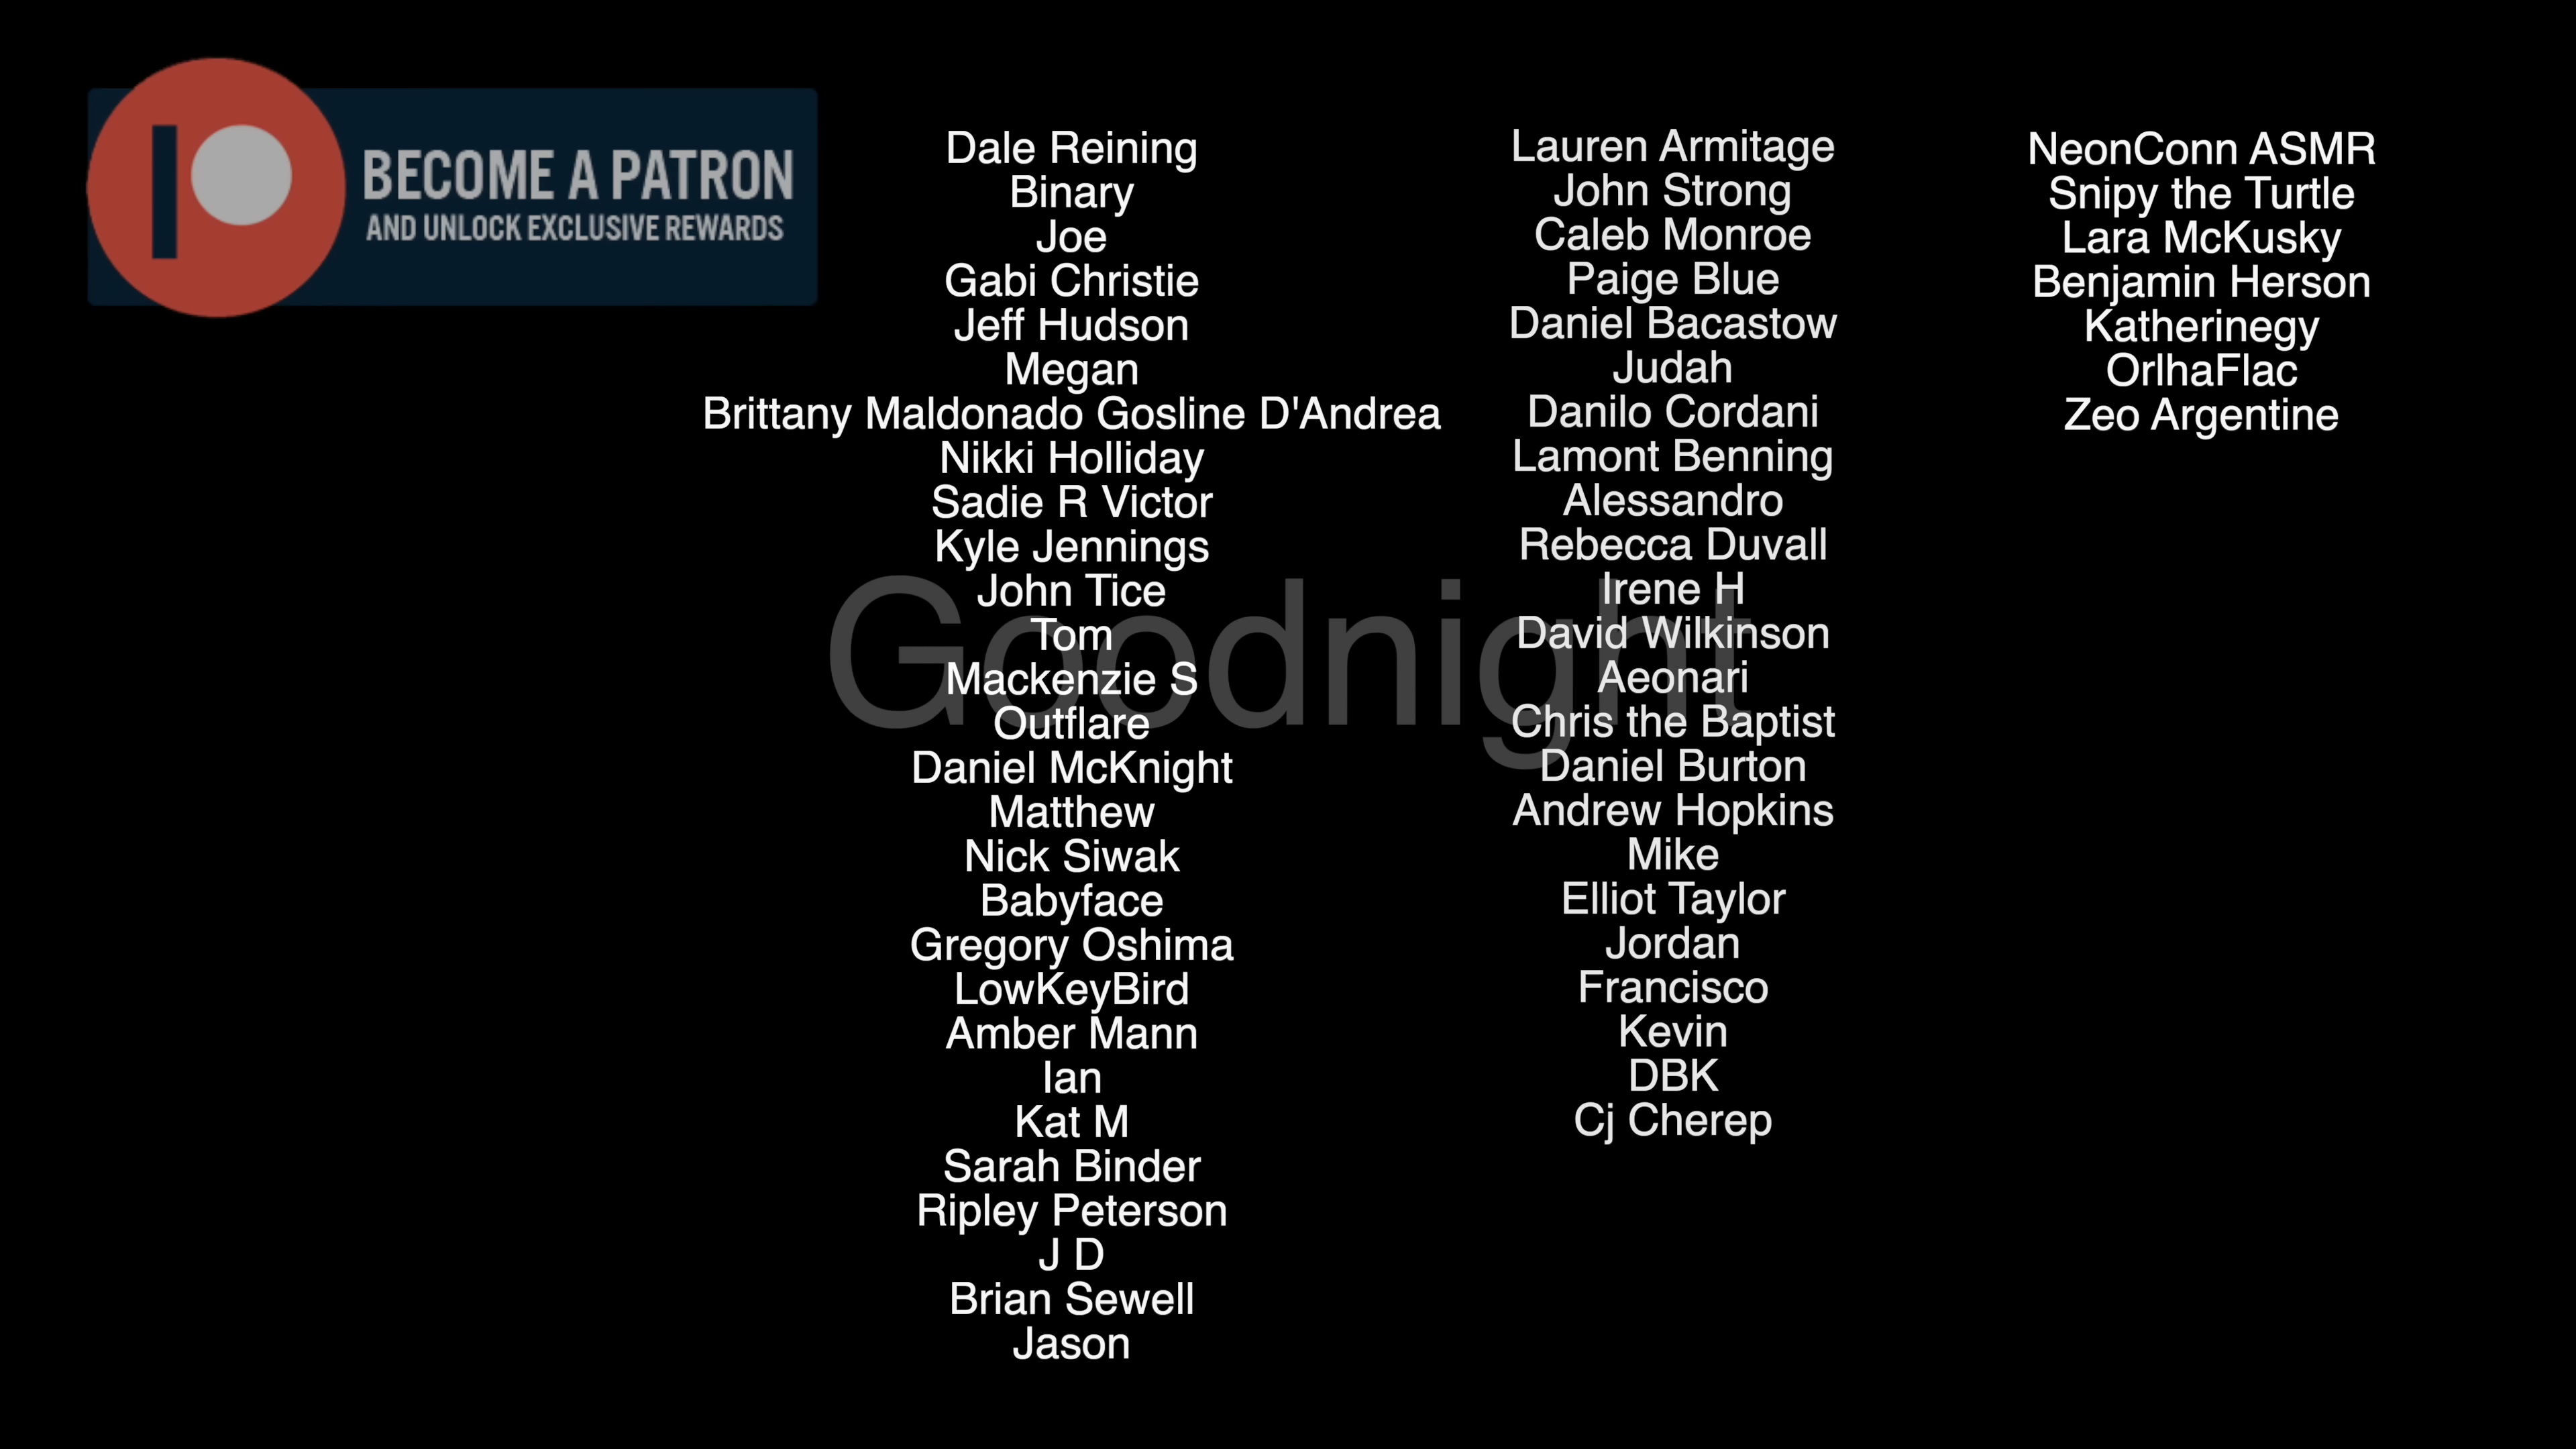 BECOME A PATRON
AND UNLOCK EXCLUSIVE REWARDS
Dale Reining
Binary
Joe
Gabi Christie
Jeff Hudson
Megan
Brittany Maldonado Gosline D'Andrea
Nikki Holliday
Sadie R Victor
Kyle Jennings
John Tice
Tom
Mackenzie S
Outflare
Daniel McKnight
Matthew
Nick Siwak
Babyface
Gregory Oshima
LowKeyBird
Amber Mann
Ian
Kat M
Sarah Binder
Ripley Peterson
J D
Brian Sewell
Jason
Lauren Armitage
John Strong
Caleb Monroe
Paige Blue
Daniel Bacastow
Judah
Danilo Cordani
Lamont Benning
Alessandro
Rebecca Duvall
Irene H
David Wilkinson
Aeonari
Chris the Baptist
Daniel Burton
Andrew Hopkins
Mike
Elliot Taylor
Jordan
Francisco
Kevin
DBK
Cj Cherep
NeonConn ASMR
Snipy the Turtle
Lara McKusky
Benjamin Herson
Katherinegy
OrlhaFlac
Zeo Argentine
Goodnight